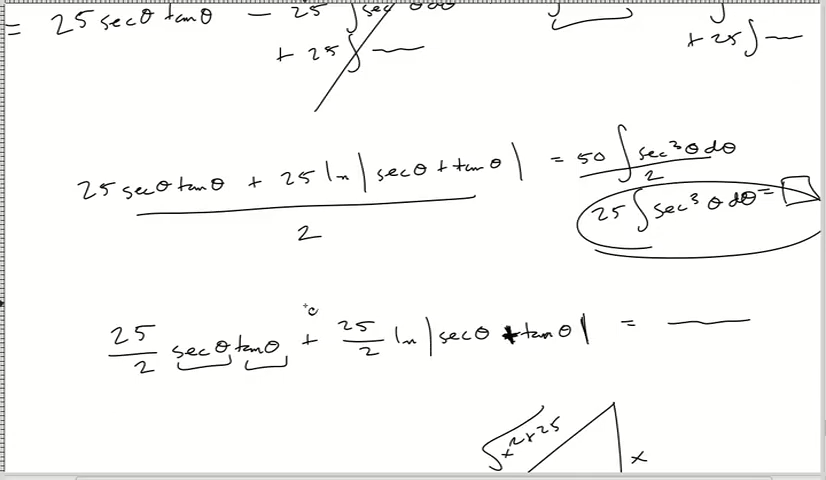 = 25 secθ tanθ - 25 ∫ sec
+ 25 ∫
+ 25 ∫
25 secθ tanθ + 25 ln|secθ + tanθ| = 50 ∫ sec³θ dθ
2
2
25 ∫ sec³θ dθ = □
25/2 secθ tanθ + 25/2 ln|secθ + tanθ| =
√x²+25
x